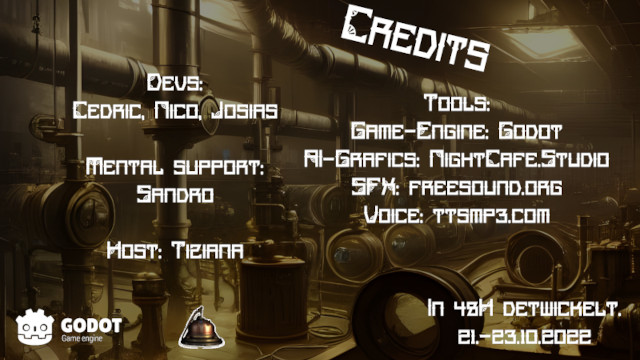 Credits
Devs:
Cedric, Nico, Josias
Mental support:
Sandro
Host: Tiziana
Tools:
Game-Engine: Godot
AI-Grafics: NightCafe.Studio
SFX: freesound.org
Voice: ttsmp3.com
GODOT
Game engine
In 48H detwickelt.
21.-23.10.2022